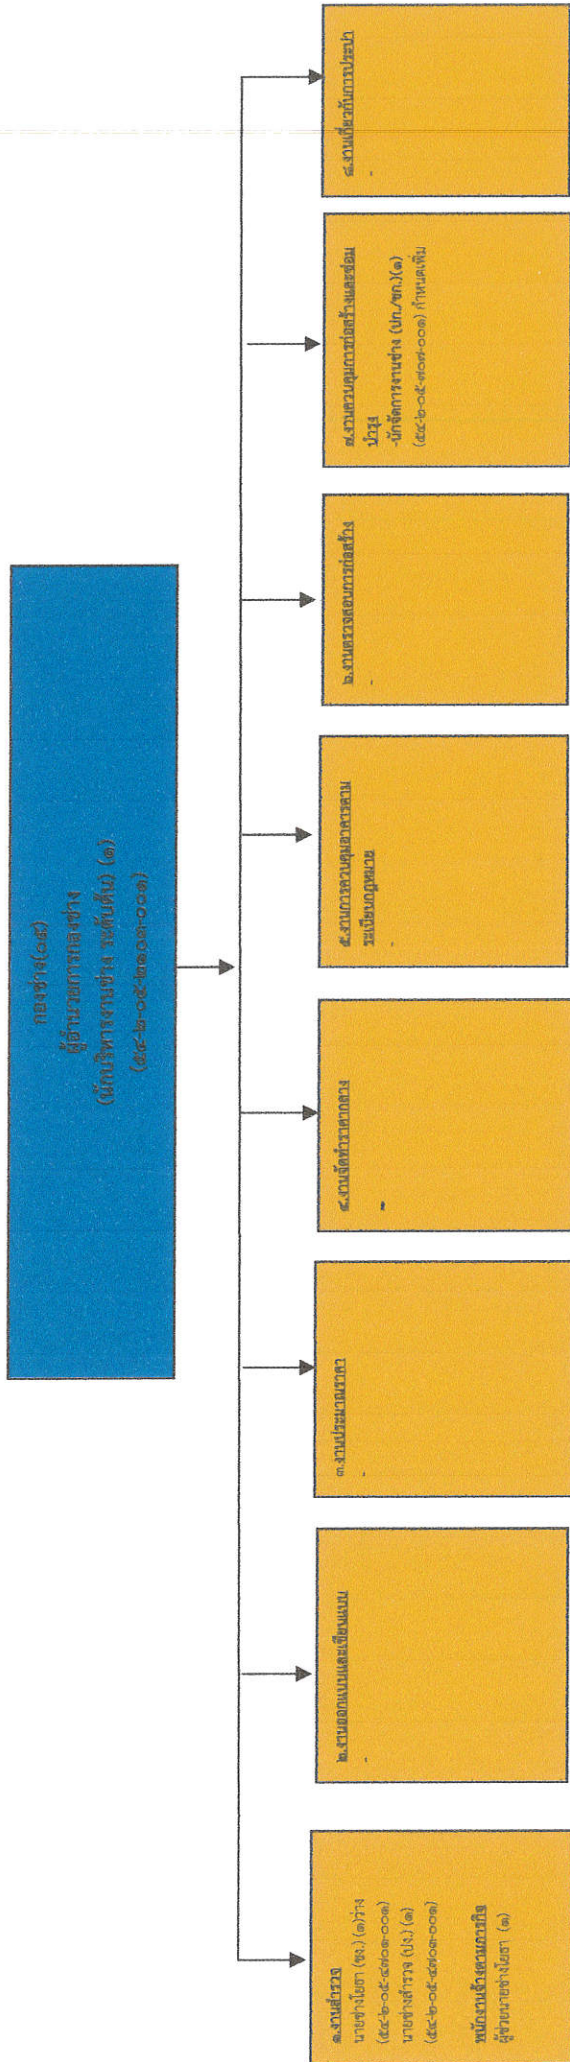 กองช่าง(๐๕)
ผู้อำนวยการกองช่าง
(นักบริหารงานช่าง ระดับต้น) (๑)
(๕๔-๒-๐๕-๒๑๐๓-๐๐๑)
๑.งานสำรวจ
นายช่างโยธา (ชง.) (๑)ว่าง
(๕๔-๒-๐๕-๔๗๐๑-๐๐๑)
นายช่างสำรวจ (ปง.) (๑)
(๕๔-๒-๐๕-๔๗๐๓-๐๐๑)
พนักงานจ้างตามภารกิจ
ผู้ช่วยนายช่างโยธา (๑)
๒.งานออกแบบและเขียนแบบ
-
๓.งานประมาณราคา
-
๔.งานจัดทำราคากลาง
-
๕.งานการควบคุมอาคารตาม
ระเบียบกฎหมาย
-
๖.งานตรวจสอบการก่อสร้าง
-
๗.งานควบคุมการก่อสร้างและซ่อม
บำรุง
-นักจัดการงานช่าง (ปก./ชก.)(๑)
(๕๔-๒-๐๕-๓๗๐๗-๐๐๑) กำหนดเพิ่ม
๘.งานเกี่ยวกับการประปา
-